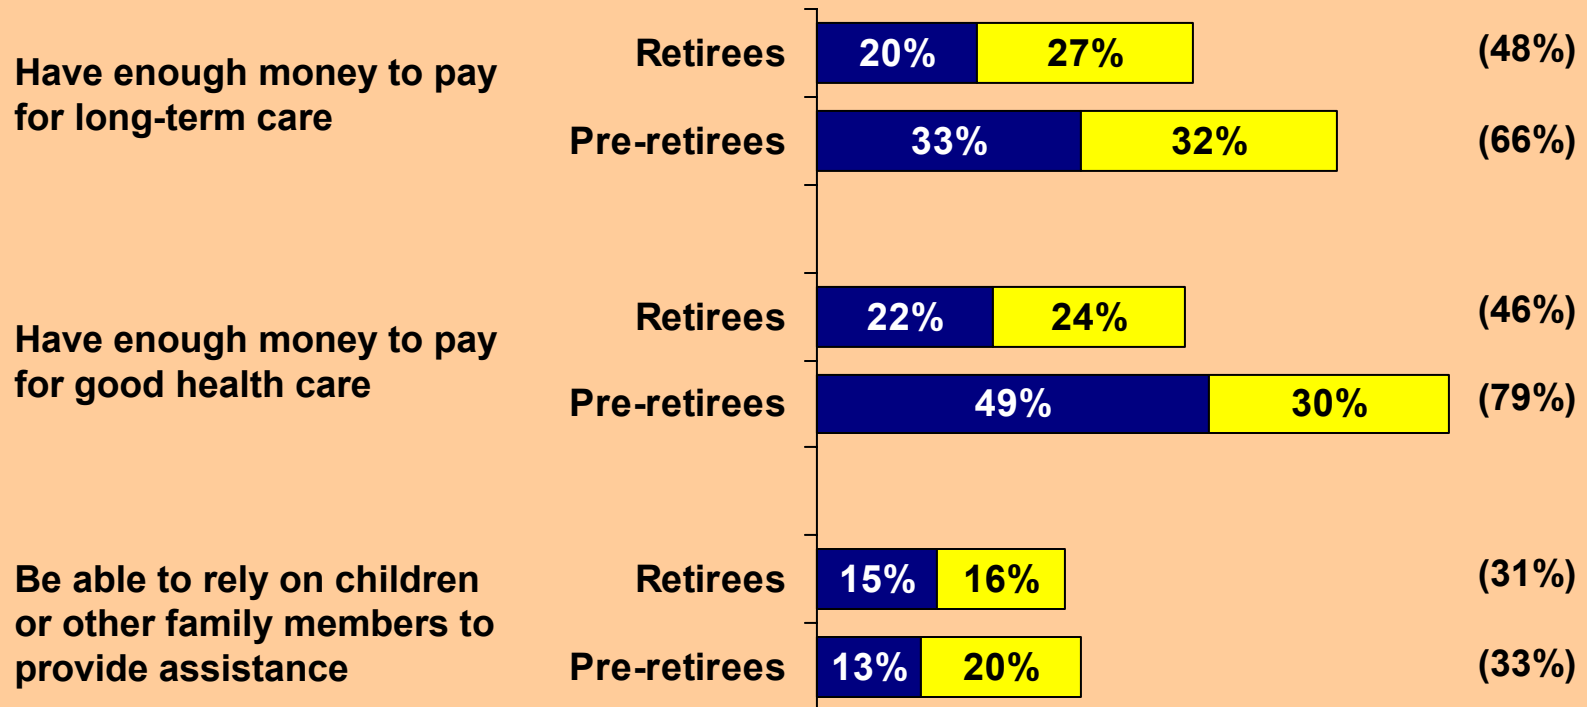 Have enough money to pay
for long-term care
Retirees
20%
27%
(48%)
Pre-retirees
33%
32%
(66%)
Have enough money to pay
for good health care
Retirees
22%
24%
(46%)
Pre-retirees
49%
30%
(79%)
Be able to rely on children
or other family members to
provide assistance
Retirees
15%
16%
(31%)
Pre-retirees
13%
20%
(33%)